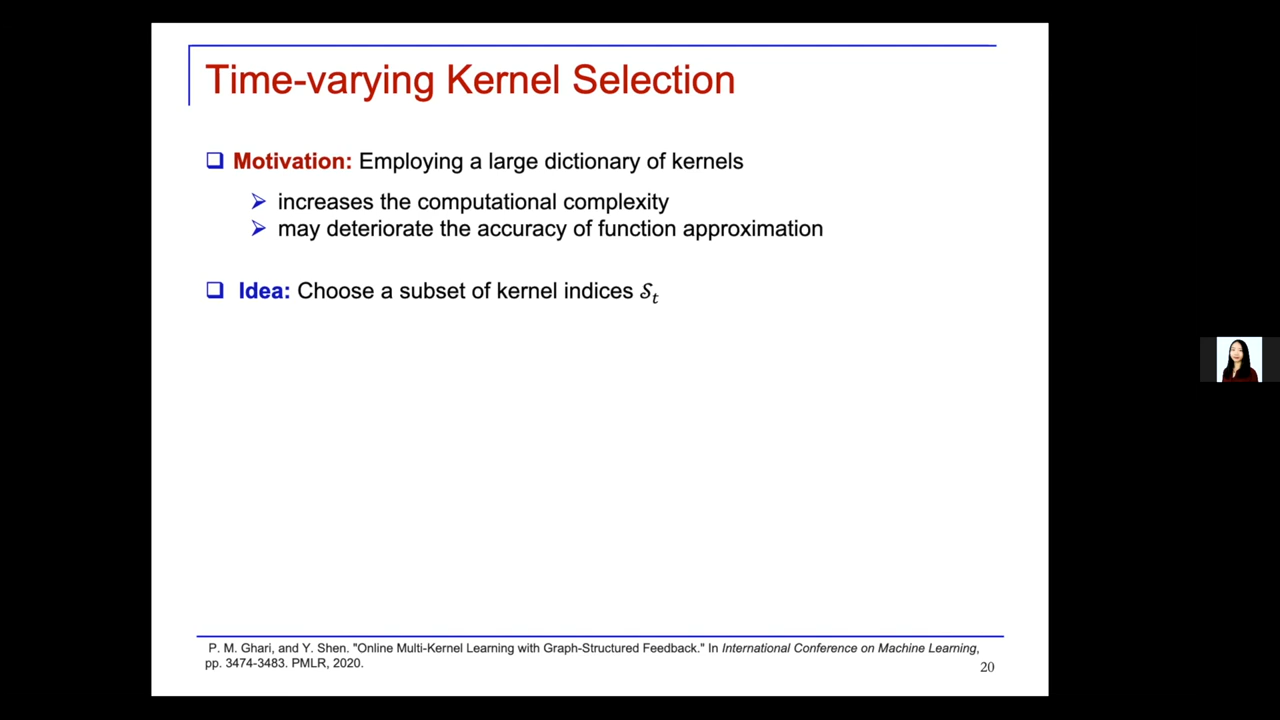 Time-varying Kernel Selection
Motivation: Employing a large dictionary of kernels
increases the computational complexity
may deteriorate the accuracy of function approximation
Idea: Choose a subset of kernel indices 𝒮ₜ
P. M. Ghari, and Y. Shen. "Online Multi-Kernel Learning with Graph-Structured Feedback." In International Conference on Machine Learning,
pp. 3474-3483. PMLR, 2020.
20